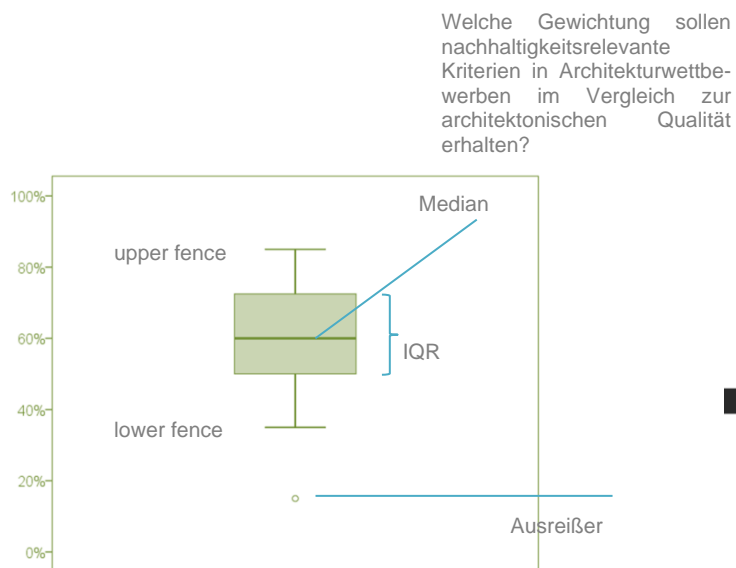 Welche Gewichtung sollen
nachhaltigkeitsrelevante
Kriterien in Architekturwettbe-
werben im Vergleich zur
architektonischen Qualität
erhalten?
100%
Median
upper fence
80%
60%
IQR
40%
lower fence
20%
Ausreißer
0%